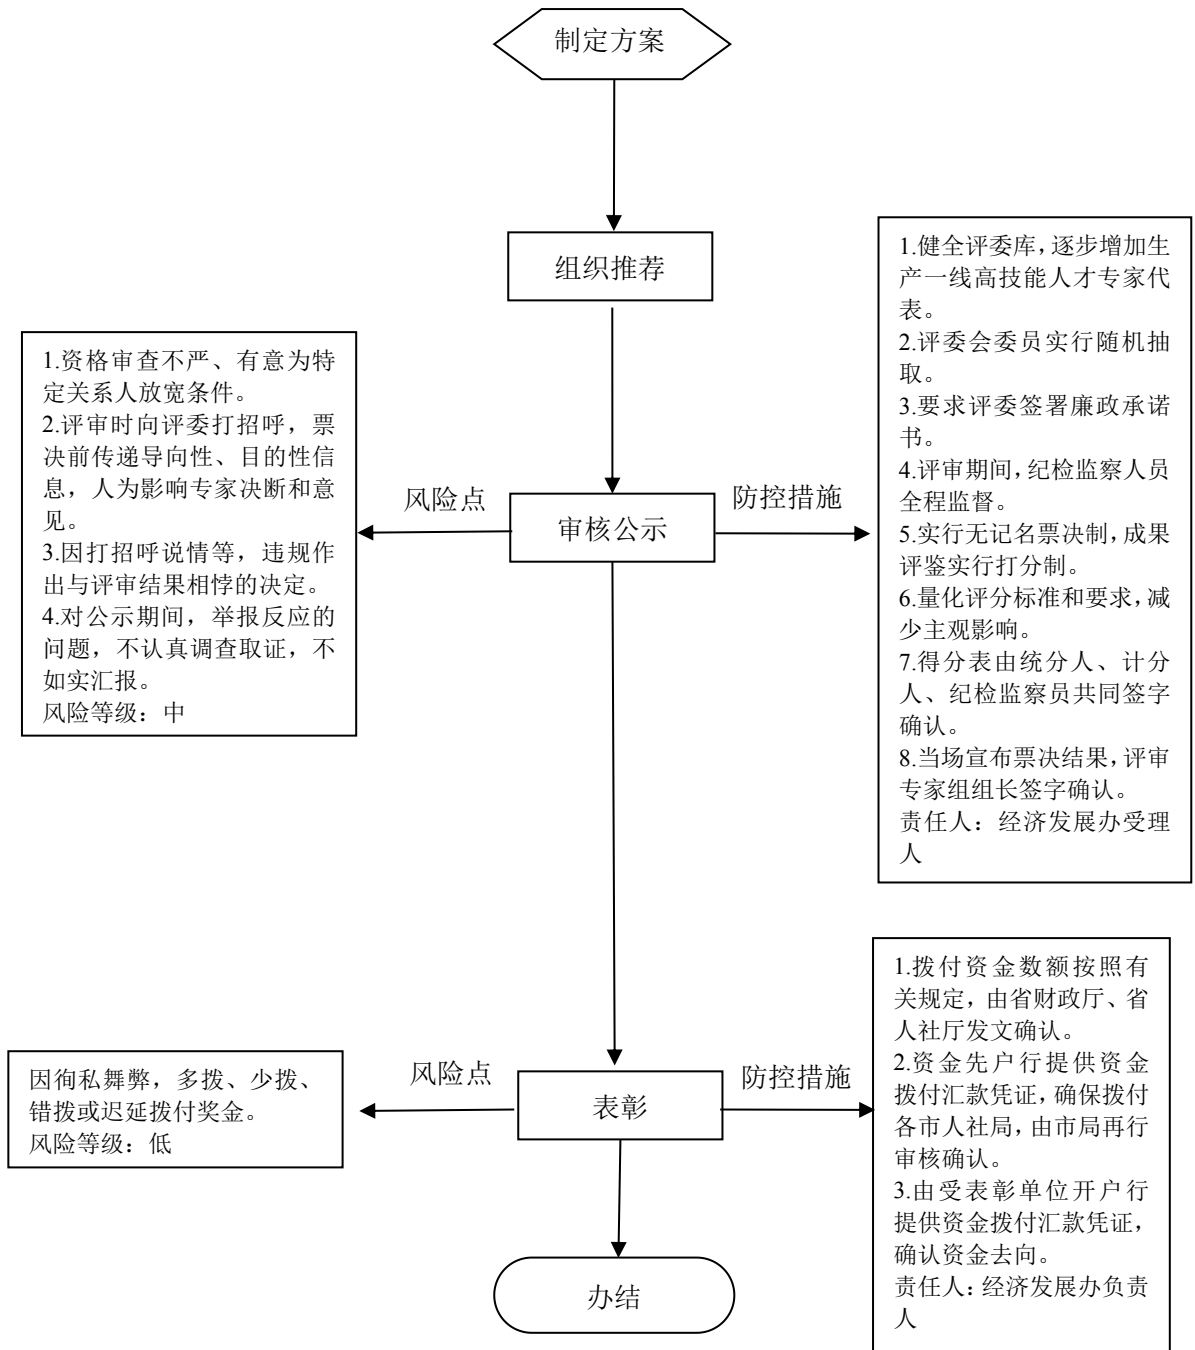 制定方案
组织推荐
1.健全评委库，逐步增加生
产一线高技能人才专家代
表。
2.评委会委员实行随机抽
取。
3.要求评委签署廉政承诺
书。
4.评审期间，纪检监察人员
全程监督。
5.实行无记名票决制，成果
评鉴实行打分制。
6.量化评分标准和要求，减
少主观影响。
7.得分表由统分人、计分
人、纪检监察员共同签字
确认。
8.当场宣布票决结果，评审
专家组组长签字确认。
责任人：经济发展办受理
人
1.资格审查不严、有意为特
定关系人放宽条件。
2.评审时向评委打招呼，票
决前传递导向性、目的性信
息，人为影响专家决断和意
见。
3.因打招呼说情等，违规作
出与评审结果相悖的决定。
4.对公示期间，举报反应的
问题，不认真调查取证，不
如实汇报。
风险等级：中
风险点
审核公示
防控措施
1.拨付资金数额按照有
关规定，由省财政厅、省
人社厅发文确认。
2.资金先户行提供资金
拨付汇款凭证，确保拨付
各市人社局，由市局再行
审核确认。
3.由受表彰单位开户行
提供资金拨付汇款凭证，
确认资金去向。
责任人：经济发展办负责
人
因徇私舞弊，多拨、少拨、
错拨或迟延拨付奖金。
风险等级：低
风险点
表彰
防控措施
办结